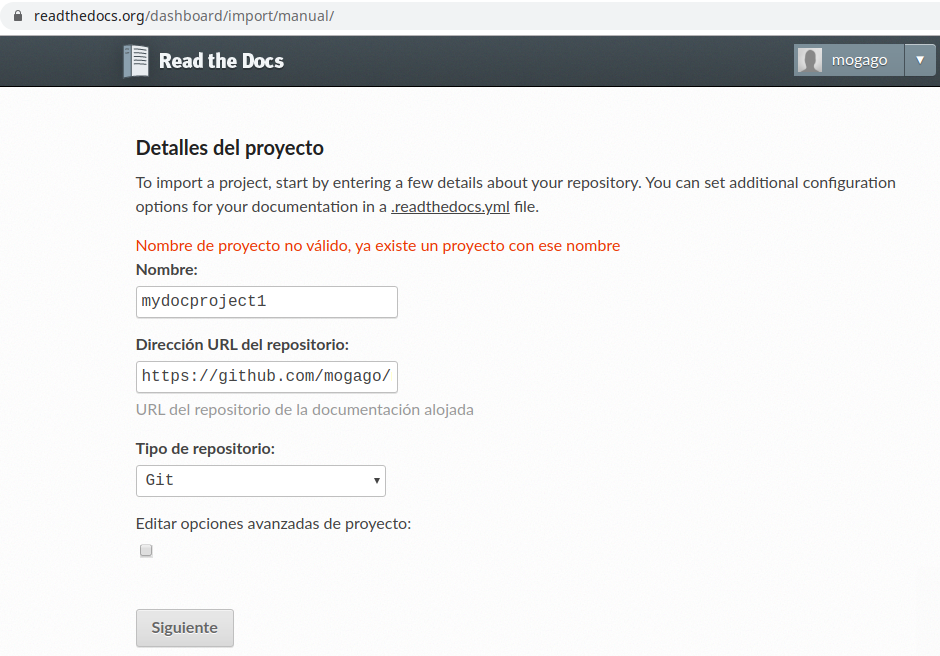 readthedocs.org/dashboard/import/manual/
Read the Docs
mogago
Detalles del proyecto
To import a project, start by entering a few details about your repository. You can set additional configuration
options for your documentation in a .readthedocs.yml file.
Nombre de proyecto no válido, ya existe un proyecto con ese nombre
Nombre:
mydocproject1
Dirección URL del repositorio:
https://github.com/mogago/
URL del repositorio de la documentación alojada
Tipo de repositorio:
Git
Editar opciones avanzadas de proyecto:
Siguiente